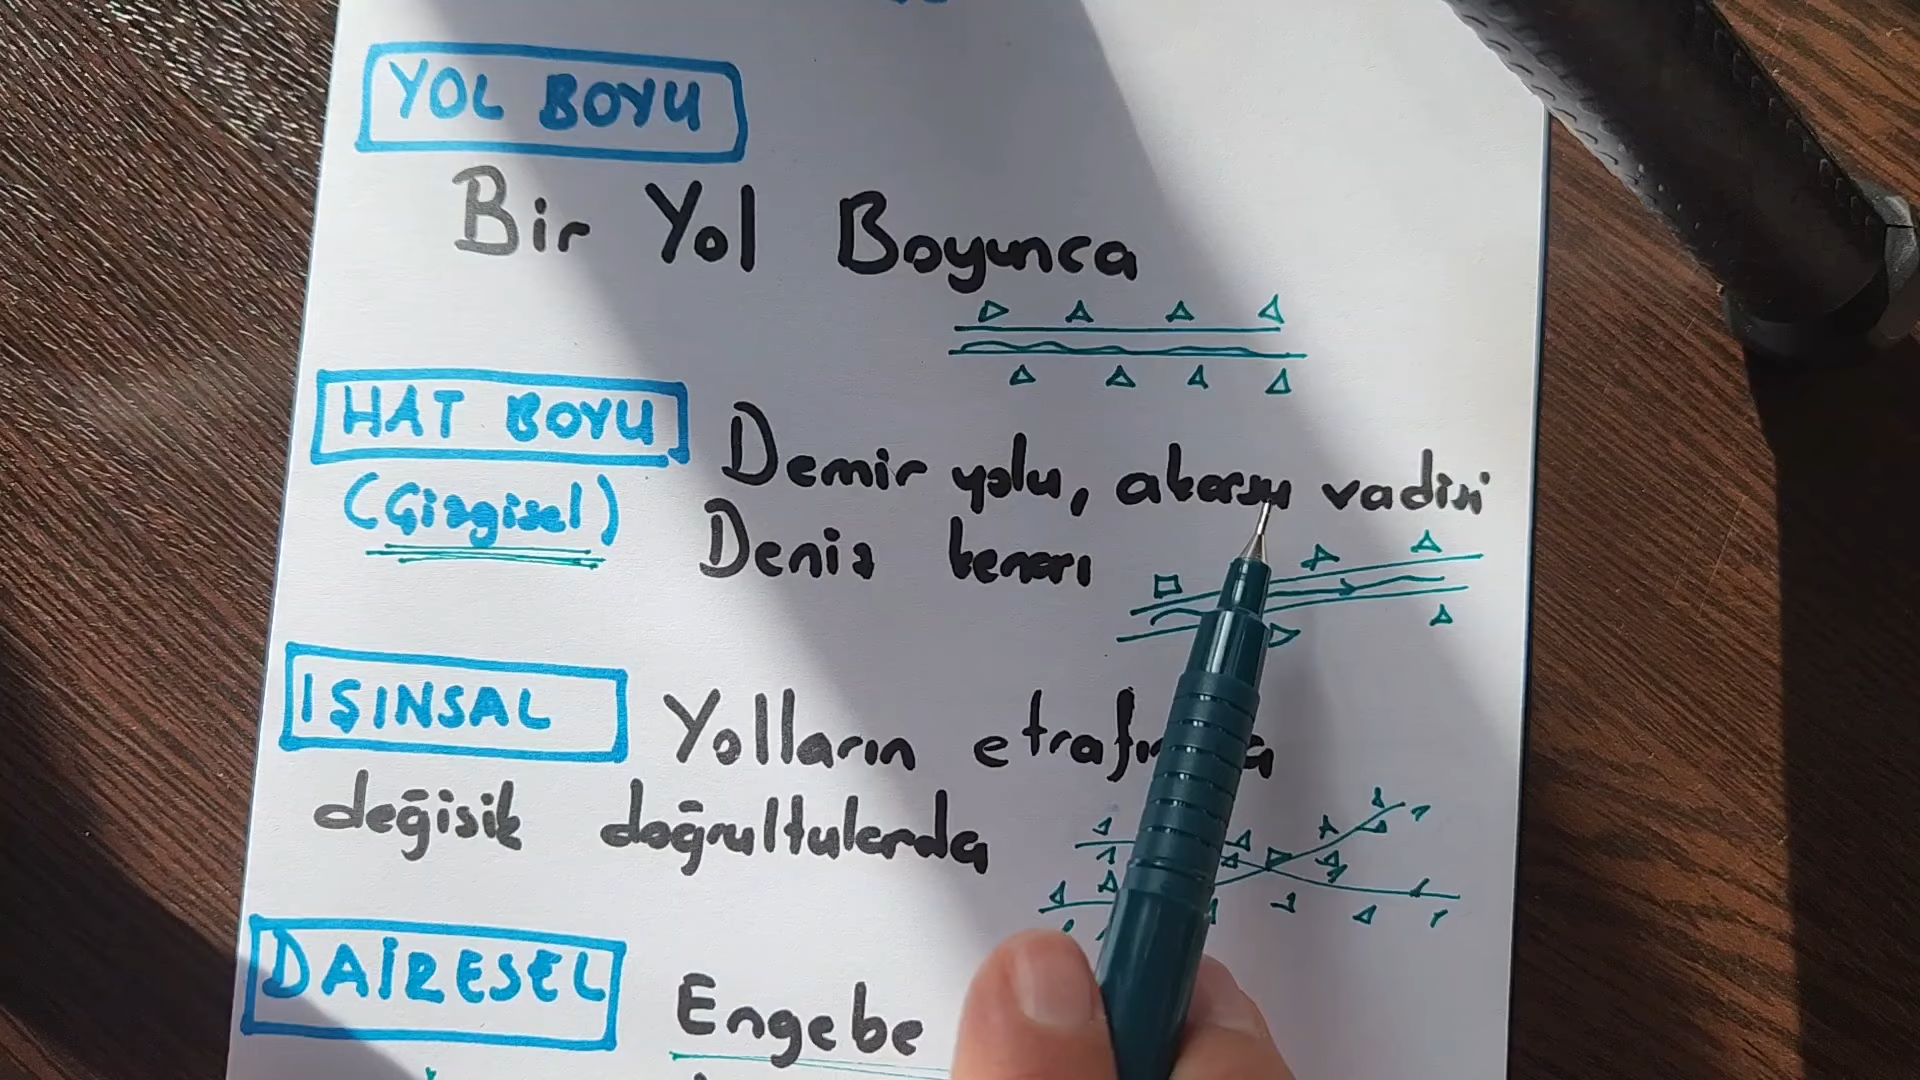 YOL BOYU
Bir Yol Boyunca
HAT BOYU
(Çizgisel)
Demir yolu, akarsu vadisi
Deniz kenarı
IŞINSAL
Yolların
değişik doğrultularda
DAİRESEL
Engebe